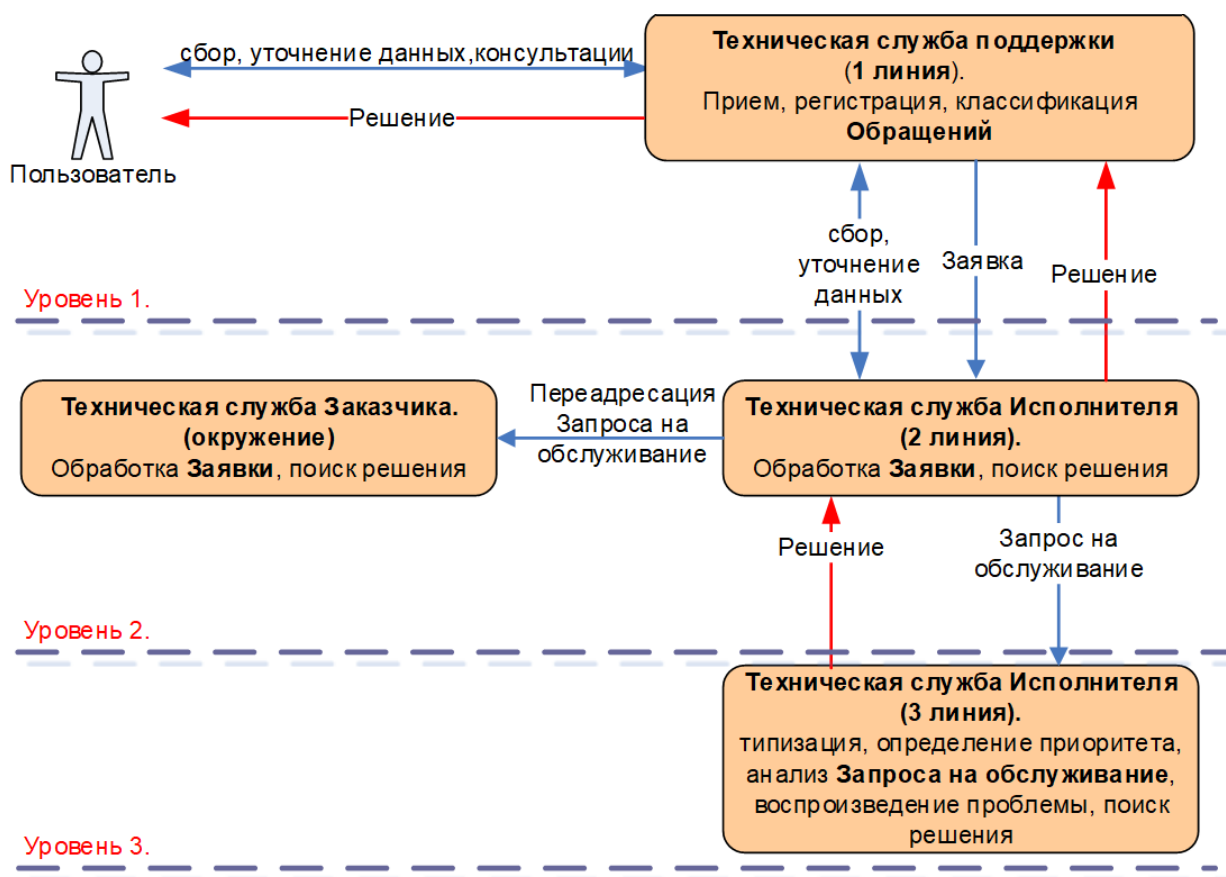 сбор, уточнение данных,консультации
Решение
Пользователь
Техническая служба поддержки
(1 линия).
Прием, регистрация, классификация
Обращений
сбор,
уточнение
данных
Заявка
Решение
Уровень 1.
Техническая служба Заказчика.
(окружение)
Обработка Заявки, поиск решения
Переадресация
Запроса на
обслуживание
Техническая служба Исполнителя
(2 линия).
Обработка Заявки, поиск решения
Решение
Запрос на
обслуживание
Уровень 2.
Техническая служба Исполнителя
(3 линия).
типизация, определение приоритета,
анализ Запроса на обслуживание,
воспроизведение проблемы, поиск
решения
Уровень 3.